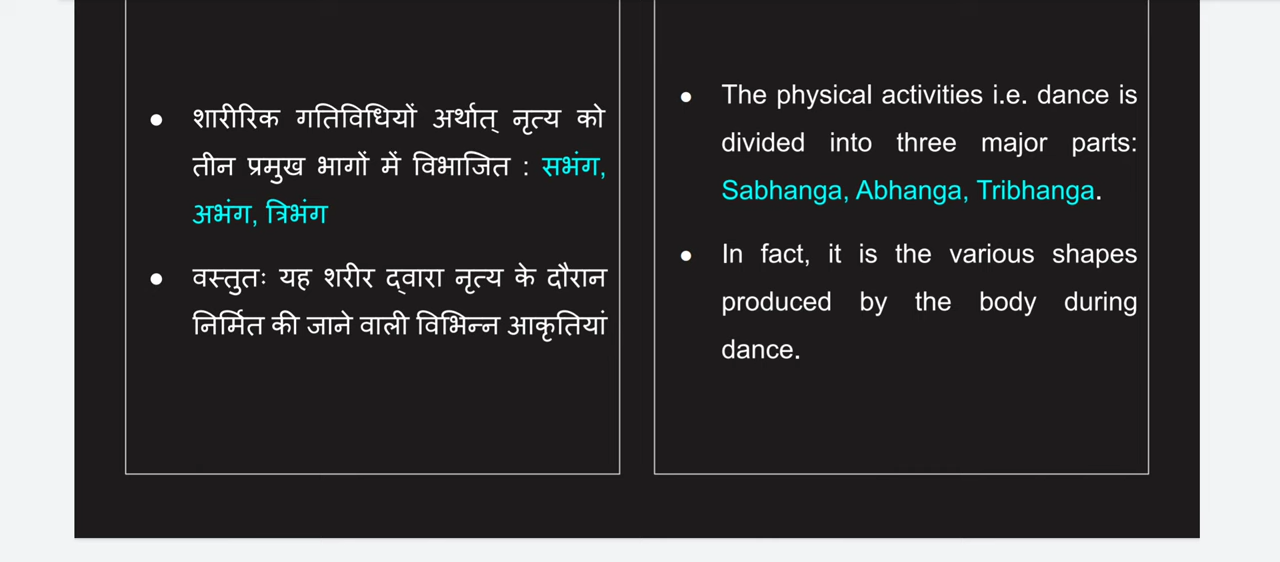 ● शारीरिक गतिविधियों अर्थात् नृत्य को
तीन प्रमुख भागों में विभाजित : सभंग,
अभंग, त्रिभंग
● वस्तुतः यह शरीर द्वारा नृत्य के दौरान
निर्मित की जाने वाली विभिन्न आकृतियां
● The physical activities i.e. dance is
divided into three major parts:
Sabhanga, Abhanga, Tribhanga.
● In fact, it is the various shapes
produced by the body during
dance.